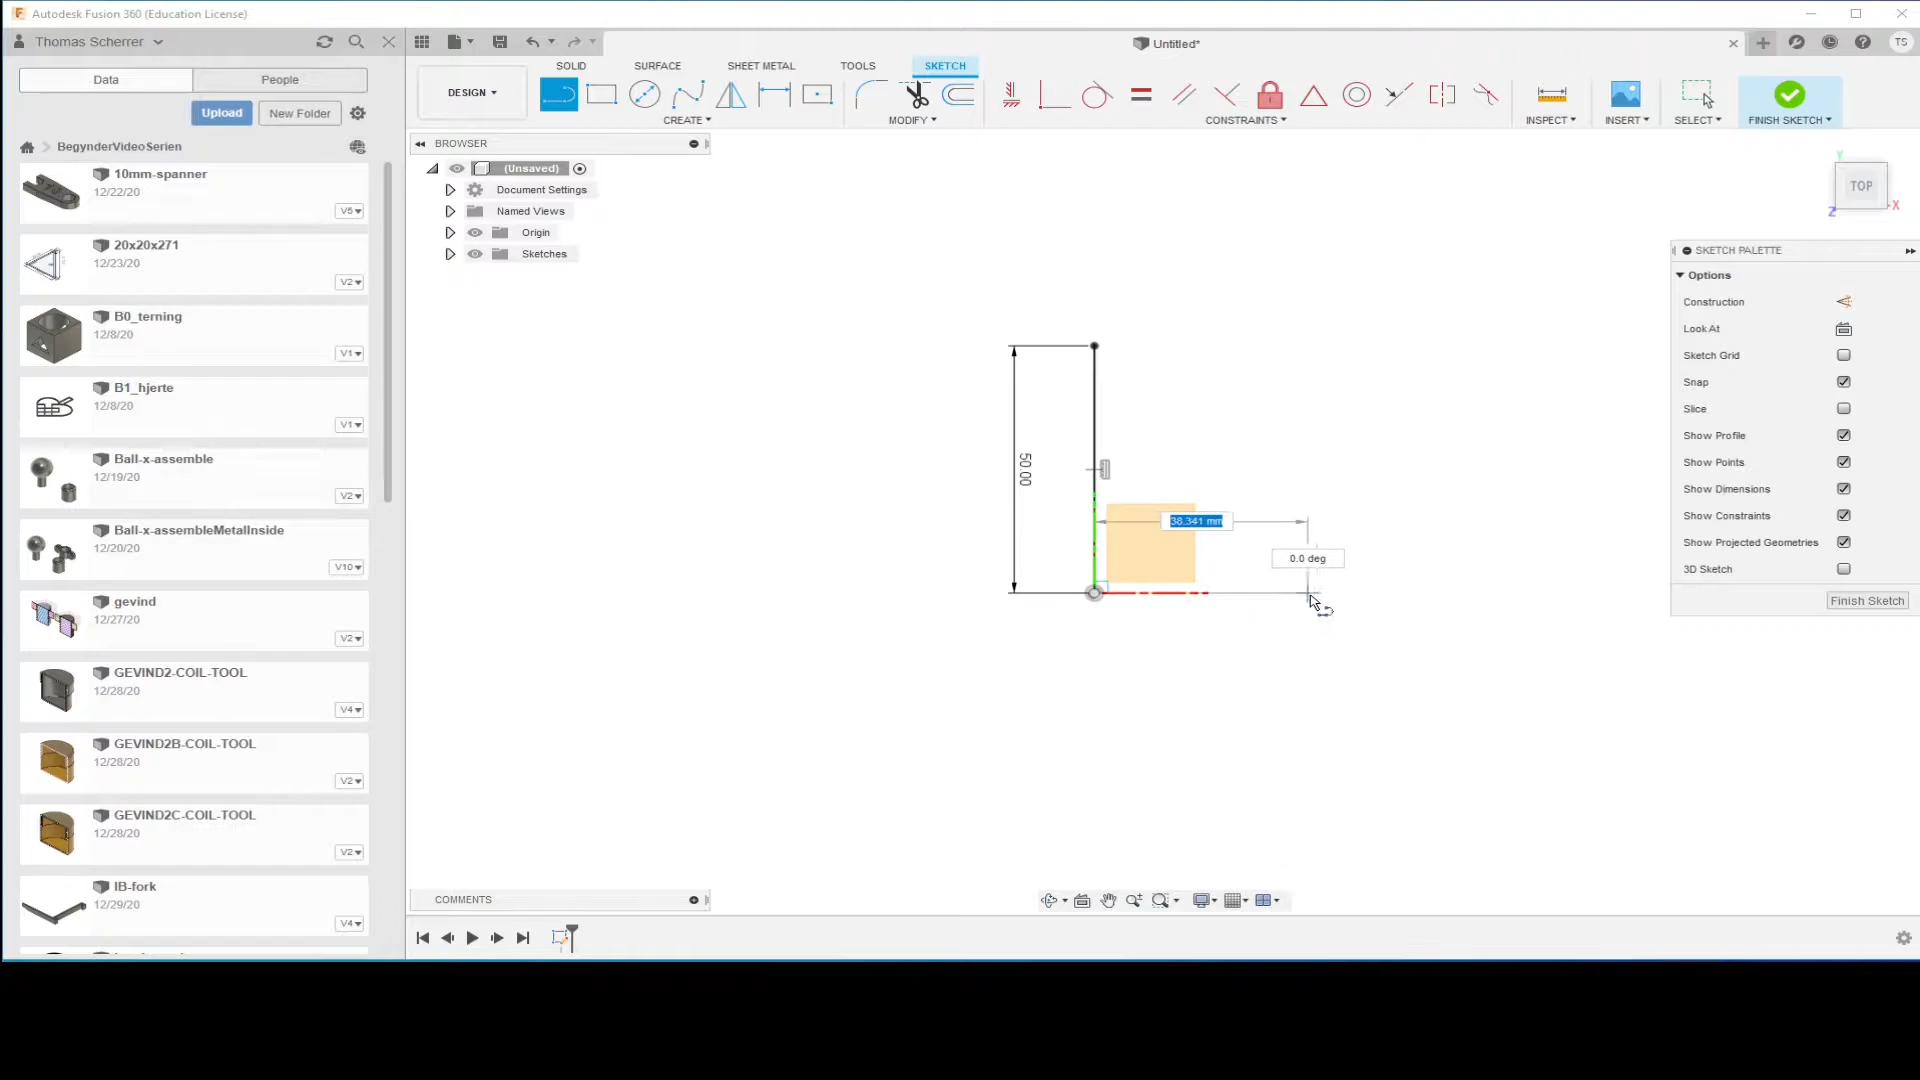 Autodesk Fusion 360 (Education License)
Thomas Scherrer
Untitled*
TS
Data
People
Upload
New Folder
BegynderVideoSerien
10mm-spanner
12/22/20
V5
20x20x271
12/23/20
V2
B0_terning
12/8/20
V1
B1_hjerte
12/8/20
V1
Ball-x-assemble
12/19/20
V2
Ball-x-assembleMetalInside
12/20/20
V10
gevind
12/27/20
V2
GEVIND2-COIL-TOOL
12/28/20
V4
GEVIND2B-COIL-TOOL
12/28/20
V2
GEVIND2C-COIL-TOOL
12/28/20
V2
IB-fork
12/29/20
V4
DESIGN
SOLID
SURFACE
SHEET METAL
TOOLS
SKETCH
CREATE
MODIFY
CONSTRAINTS
INSPECT
INSERT
SELECT
FINISH SKETCH
BROWSER
(Unsaved)
Document Settings
Named Views
Origin
Sketches
50.00
38.341 mm
0.0 deg
TOP
Y
Z
X
SKETCH PALETTE
Options
Construction
Look At
Sketch Grid
Snap
Slice
Show Profile
Show Points
Show Dimensions
Show Constraints
Show Projected Geometries
3D Sketch
Finish Sketch
COMMENTS